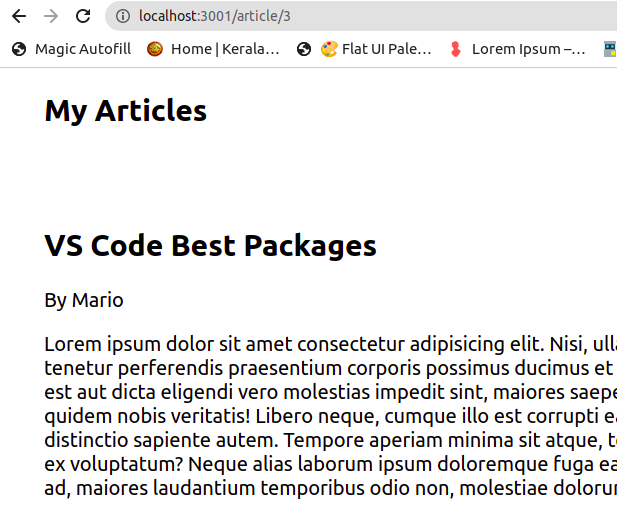 localhost:3001/article/3
Magic Autofill Home | Kerala... Flat UI Pale... Lorem Ipsum –...
My Articles
VS Code Best Packages
By Mario
Lorem ipsum dolor sit amet consectetur adipisicing elit. Nisi, ulla
tenetur perferendis praesentium corporis possimus ducimus et
est aut dicta eligendi vero molestias impedit sint, maiores saepe
quidem nobis veritatis! Libero neque, cumque illo est corrupti ea
distinctio sapiente autem. Tempore aperiam minima sit atque, te
ex voluptatum? Neque alias laborum ipsum doloremque fuga ea
ad, maiores laudantium temporibus odio non, molestiae dolorum